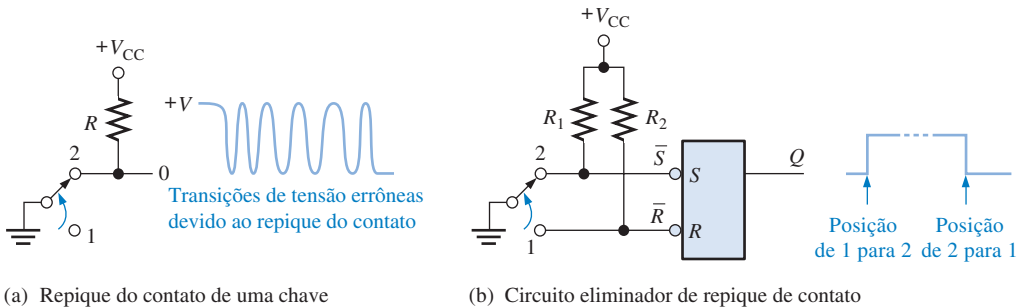 +V_CC
R
2
0
1
+V
Transições de tensão errôneas
devido ao repique do contato
(a) Repique do contato de uma chave
+V_CC
R_1
R_2
2
1
S̅
S
R̅
R
Q
Posição
de 1 para 2
Posição
de 2 para 1
(b) Circuito eliminador de repique de contato